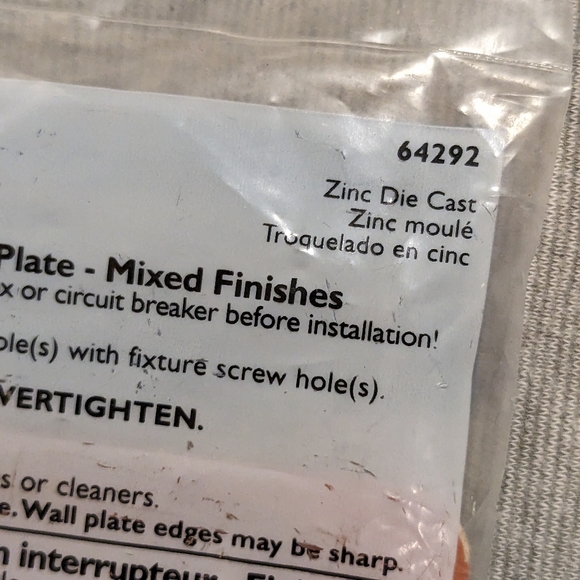 64292
Zinc Die Cast
Zinc moulé
Troquelado en cinc
Plate - Mixed Finishes
x or circuit breaker before installation!
ole(s) with fixture screw hole(s).
VERTIGHTEN.
s or cleaners.
e. Wall plate edges may be sharp.
n interrupteur